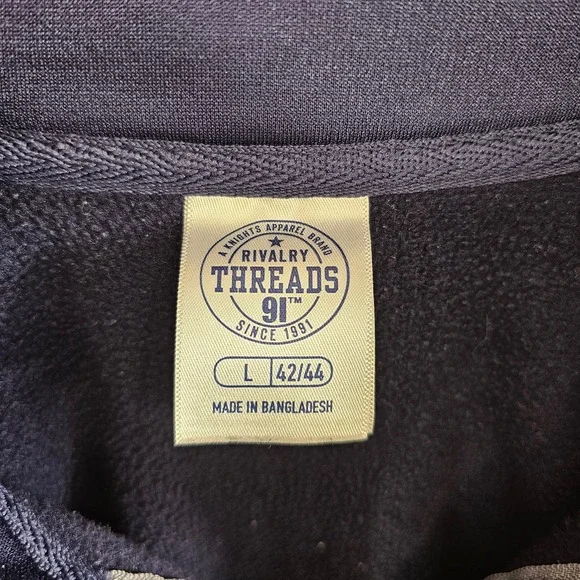 A KNIGHTS APPAREL BRAND
RIVALRY
THREADS
91™
SINCE 1991
L 42/44
MADE IN BANGLADESH